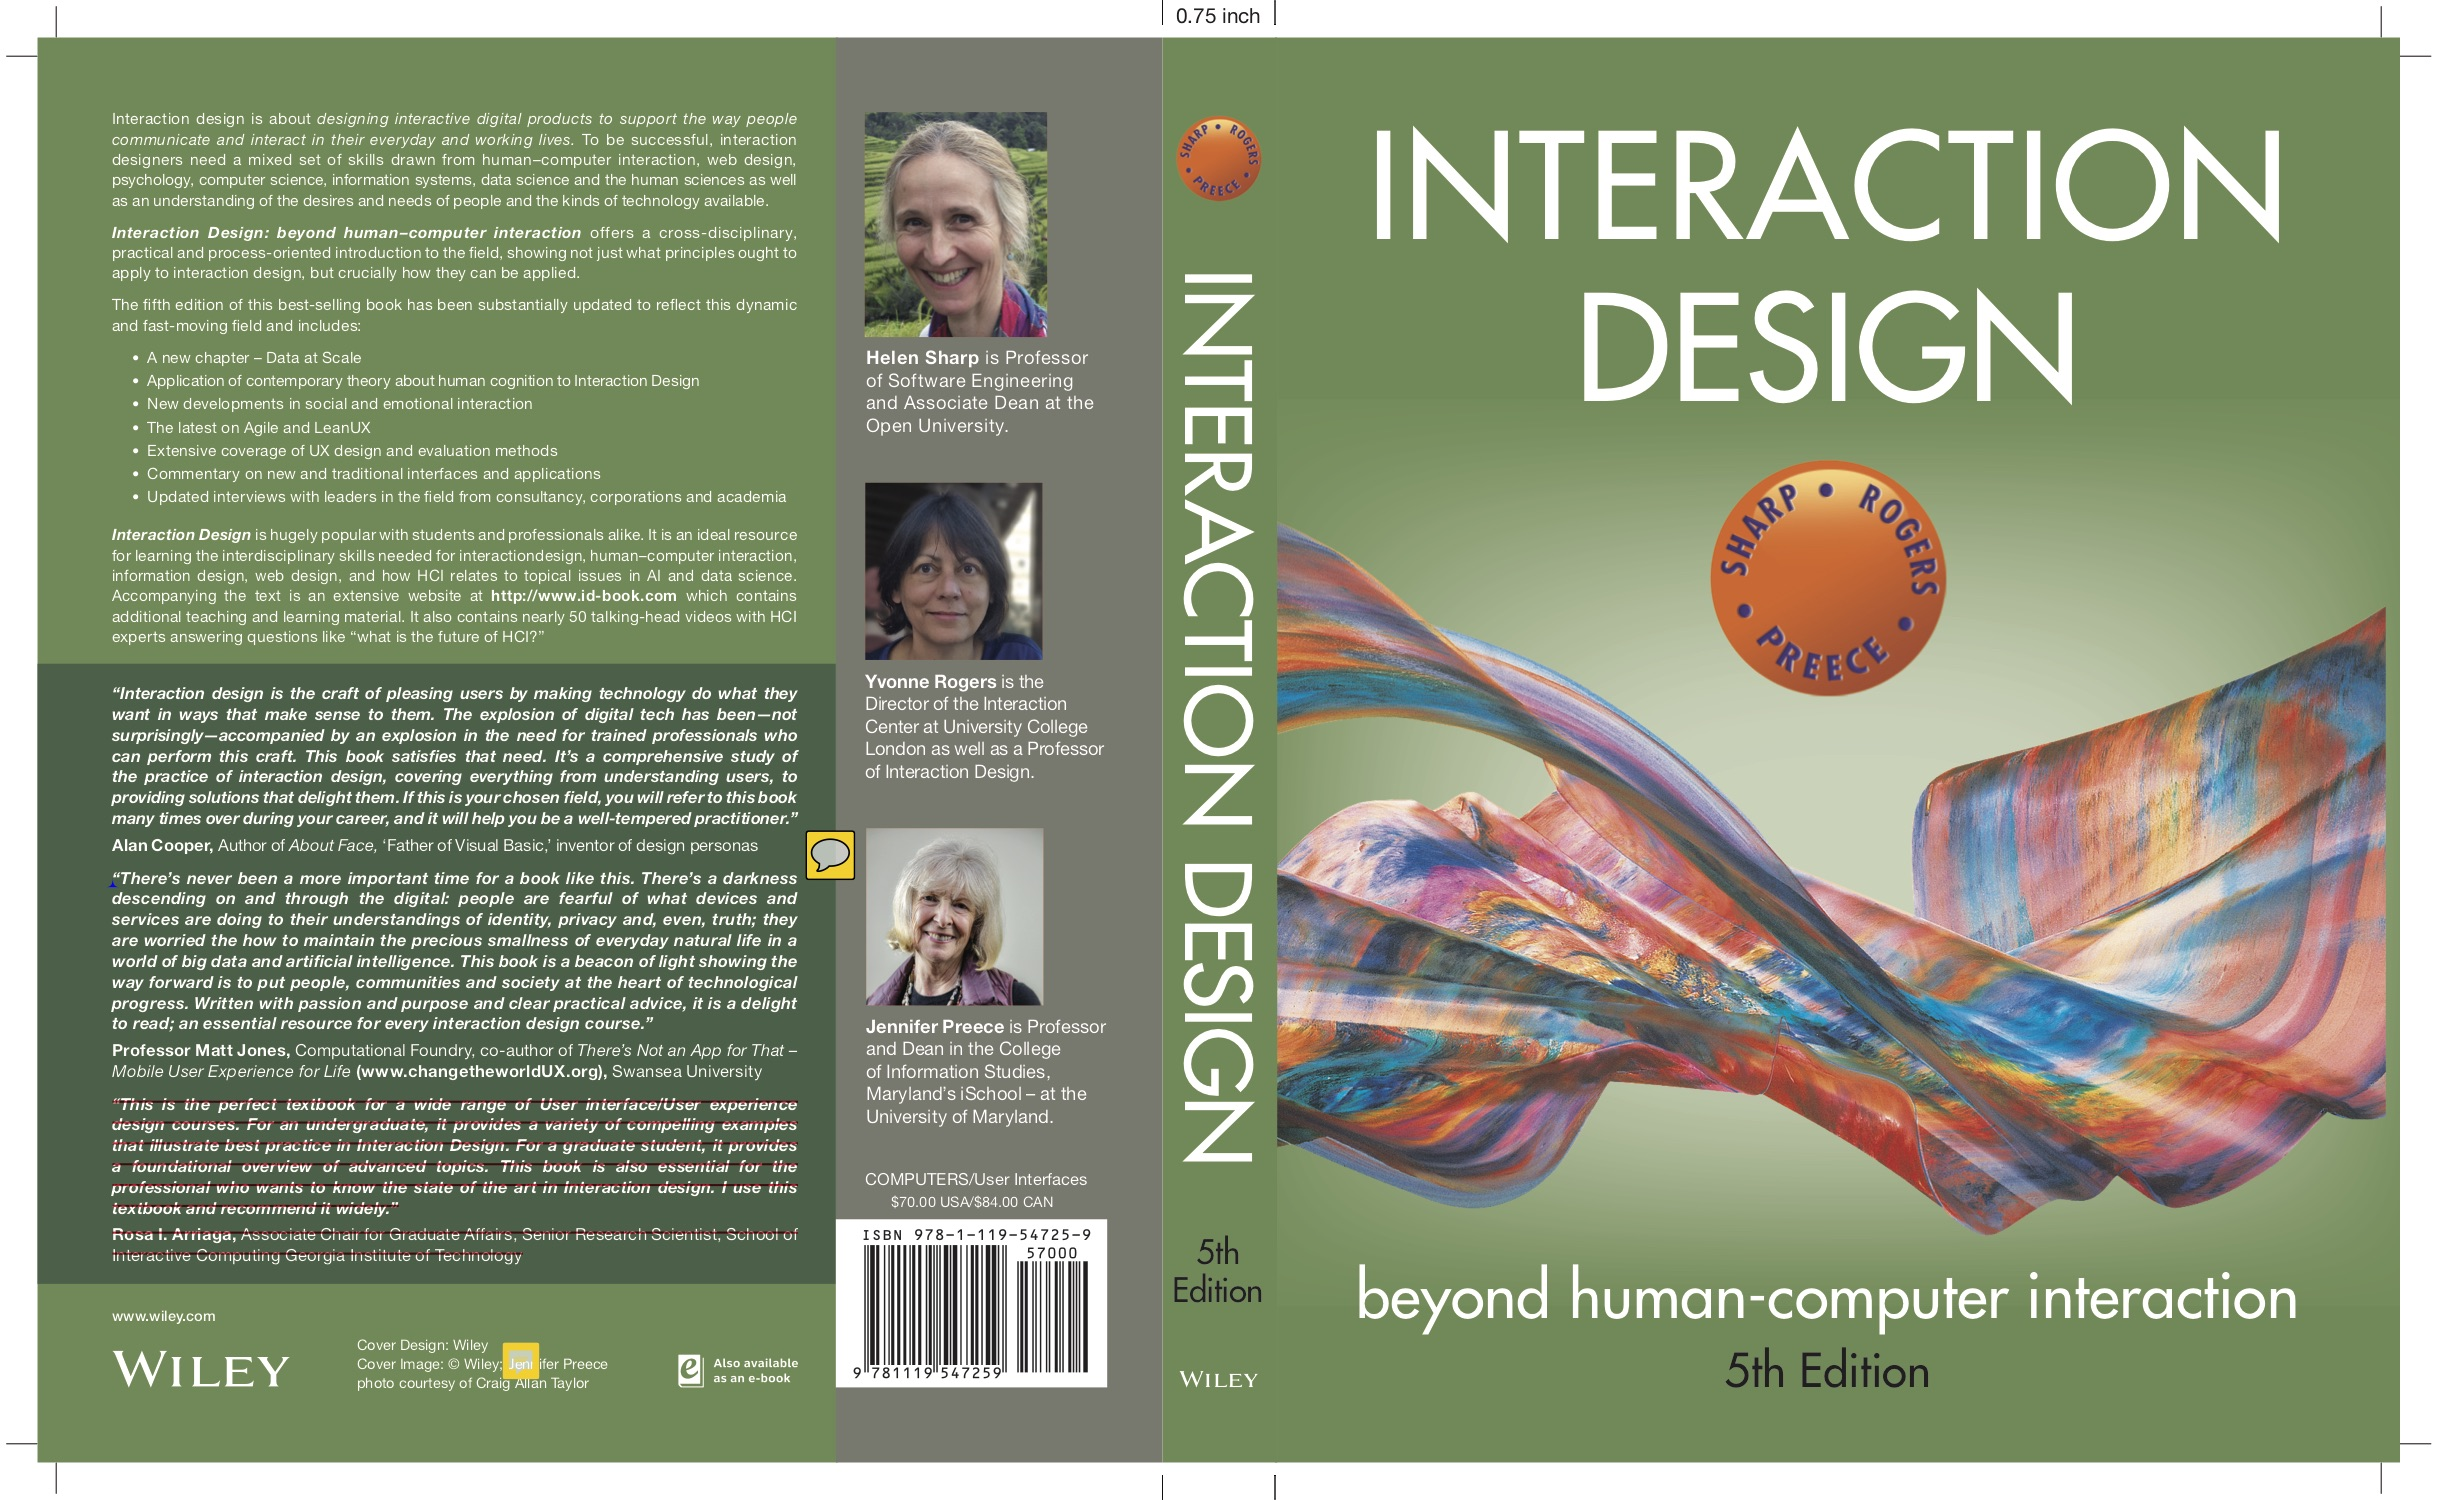 0.75 inch
Interaction design is about designing interactive digital products to support the way people
communicate and interact in their everyday and working lives. To be successful, interaction
designers need a mixed set of skills drawn from human–computer interaction, web design,
psychology, computer science, information systems, data science and the human sciences as well
as an understanding of the desires and needs of people and the kinds of technology available.
Interaction Design: beyond human–computer interaction offers a cross-disciplinary,
practical and process-oriented introduction to the field, showing not just what principles ought to
apply to interaction design, but crucially how they can be applied.
The fifth edition of this best-selling book has been substantially updated to reflect this dynamic
and fast-moving field and includes:
• A new chapter – Data at Scale
• Application of contemporary theory about human cognition to Interaction Design
• New developments in social and emotional interaction
• The latest on Agile and LeanUX
• Extensive coverage of UX design and evaluation methods
• Commentary on new and traditional interfaces and applications
• Updated interviews with leaders in the field from consultancy, corporations and academia
Interaction Design is hugely popular with students and professionals alike. It is an ideal resource
for learning the interdisciplinary skills needed for interactiondesign, human–computer interaction,
information design, web design, and how HCI relates to topical issues in AI and data science.
Accompanying the text is an extensive website at http://www.id-book.com which contains
additional teaching and learning material. It also contains nearly 50 talking-head videos with HCI
experts answering questions like “what is the future of HCI?”
“Interaction design is the craft of pleasing users by making technology do what they
want in ways that make sense to them. The explosion of digital tech has been—not
surprisingly—accompanied by an explosion in the need for trained professionals who
can perform this craft. This book satisfies that need. It’s a comprehensive study of
the practice of interaction design, covering everything from understanding users, to
providing solutions that delight them. If this is your chosen field, you will refer to this book
many times over during your career, and it will help you be a well-tempered practitioner.”
Alan Cooper, Author of About Face, ‘Father of Visual Basic,’ inventor of design personas
“There’s never been a more important time for a book like this. There’s a darkness
descending on and through the digital: people are fearful of what devices and
services are doing to their understandings of identity, privacy and, even, truth; they
are worried the how to maintain the precious smallness of everyday natural life in a
world of big data and artificial intelligence. This book is a beacon of light showing the
way forward is to put people, communities and society at the heart of technological
progress. Written with passion and purpose and clear practical advice, it is a delight
to read; an essential resource for every interaction design course.”
Professor Matt Jones, Computational Foundry, co-author of There’s Not an App for That –
Mobile User Experience for Life (www.changetheworldUX.org), Swansea University
“This is the perfect textbook for a wide range of User interface/User experience
design courses. For an undergraduate, it provides a variety of compelling examples
that illustrate best practice in Interaction Design. For a graduate student, it provides
a foundational overview of advanced topics. This book is also essential for the
professional who wants to know the state of the art in Interaction design. I use this
textbook and recommend it widely.”
Rosa I. Arriaga, Associate Chair for Graduate Affairs, Senior Research Scientist, School of
Interactive Computing Georgia Institute of Technology
www.wiley.com
WILEY
Cover Design: Wiley
Cover Image: © Wiley; Jennifer Preece
photo courtesy of Craig Allan Taylor
e
Also available
as an e-book
Helen Sharp is Professor
of Software Engineering
and Associate Dean at the
Open University.
Yvonne Rogers is the
Director of the Interaction
Center at University College
London as well as a Professor
of Interaction Design.
Jennifer Preece is Professor
and Dean in the College
of Information Studies,
Maryland’s iSchool – at the
University of Maryland.
COMPUTERS/User Interfaces
$70.00 USA/$84.00 CAN
ISBN 978-1-119-54725-9
57000
9 781119 547259
SHARP • ROGERS • PREECE •
INTERACTION DESIGN
5th
Edition
WILEY
INTERACTION
DESIGN
SHARP • ROGERS • PREECE •
beyond human-computer interaction
5th Edition